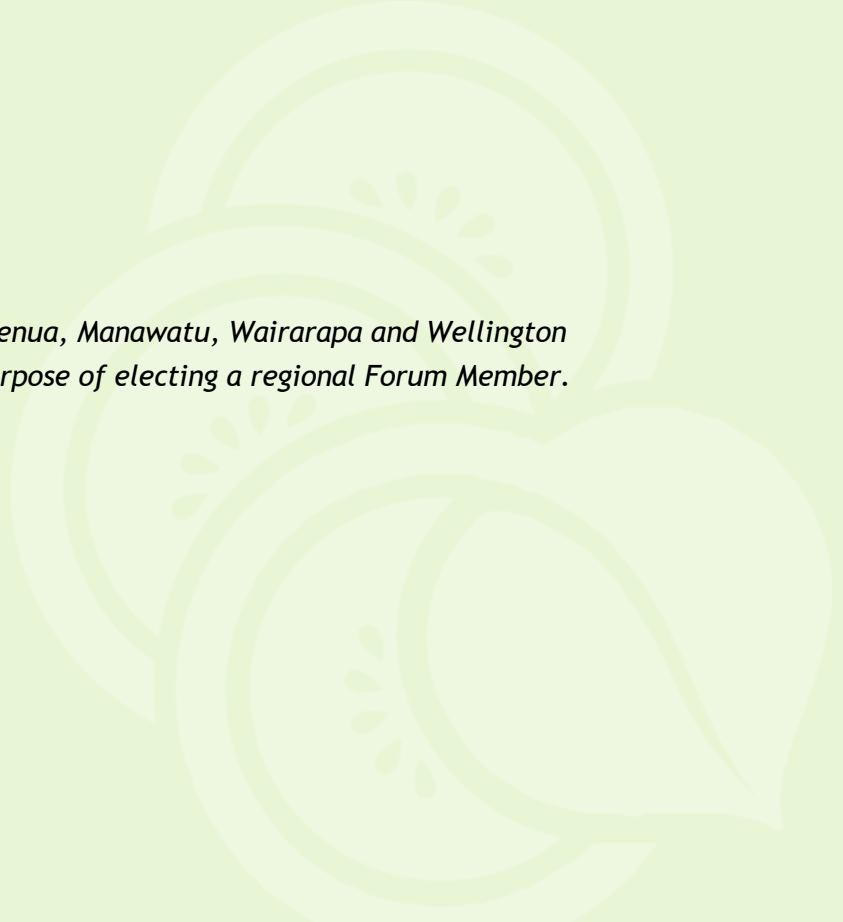 enua, Manawatu, Wairarapa and Wellington
rpose of electing a regional Forum Member.